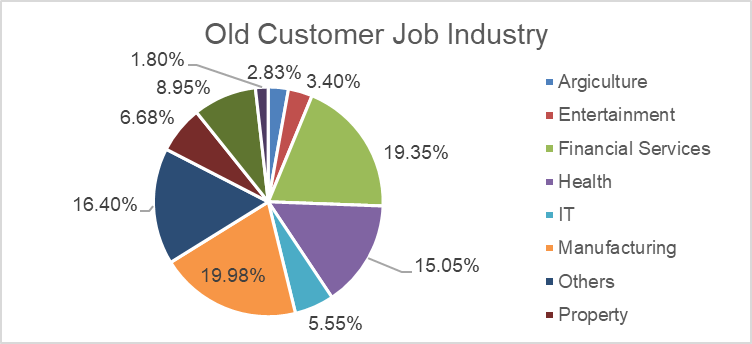 Old Customer Job Industry
1.80%
2.83%
3.40%
8.95%
6.68%
19.35%
16.40%
15.05%
19.98%
5.55%
Argiculture
Entertainment
Financial Services
Health
IT
Manufacturing
Others
Property